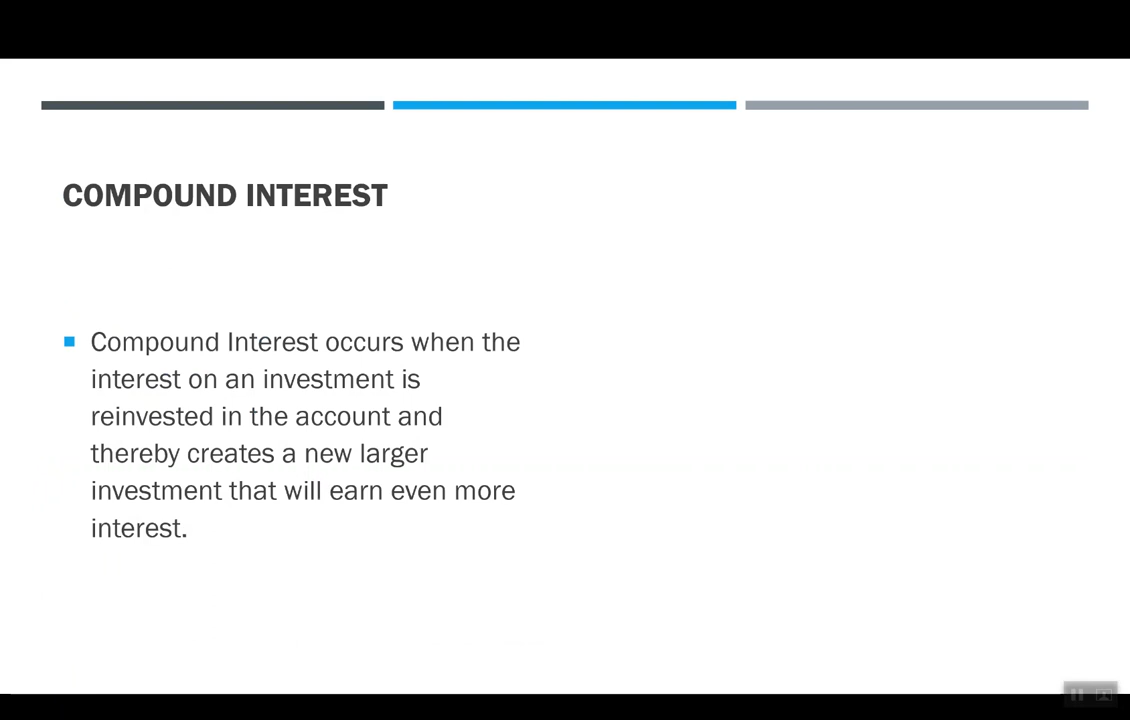 COMPOUND INTEREST
Compound Interest occurs when the
interest on an investment is
reinvested in the account and
thereby creates a new larger
investment that will earn even more
interest.